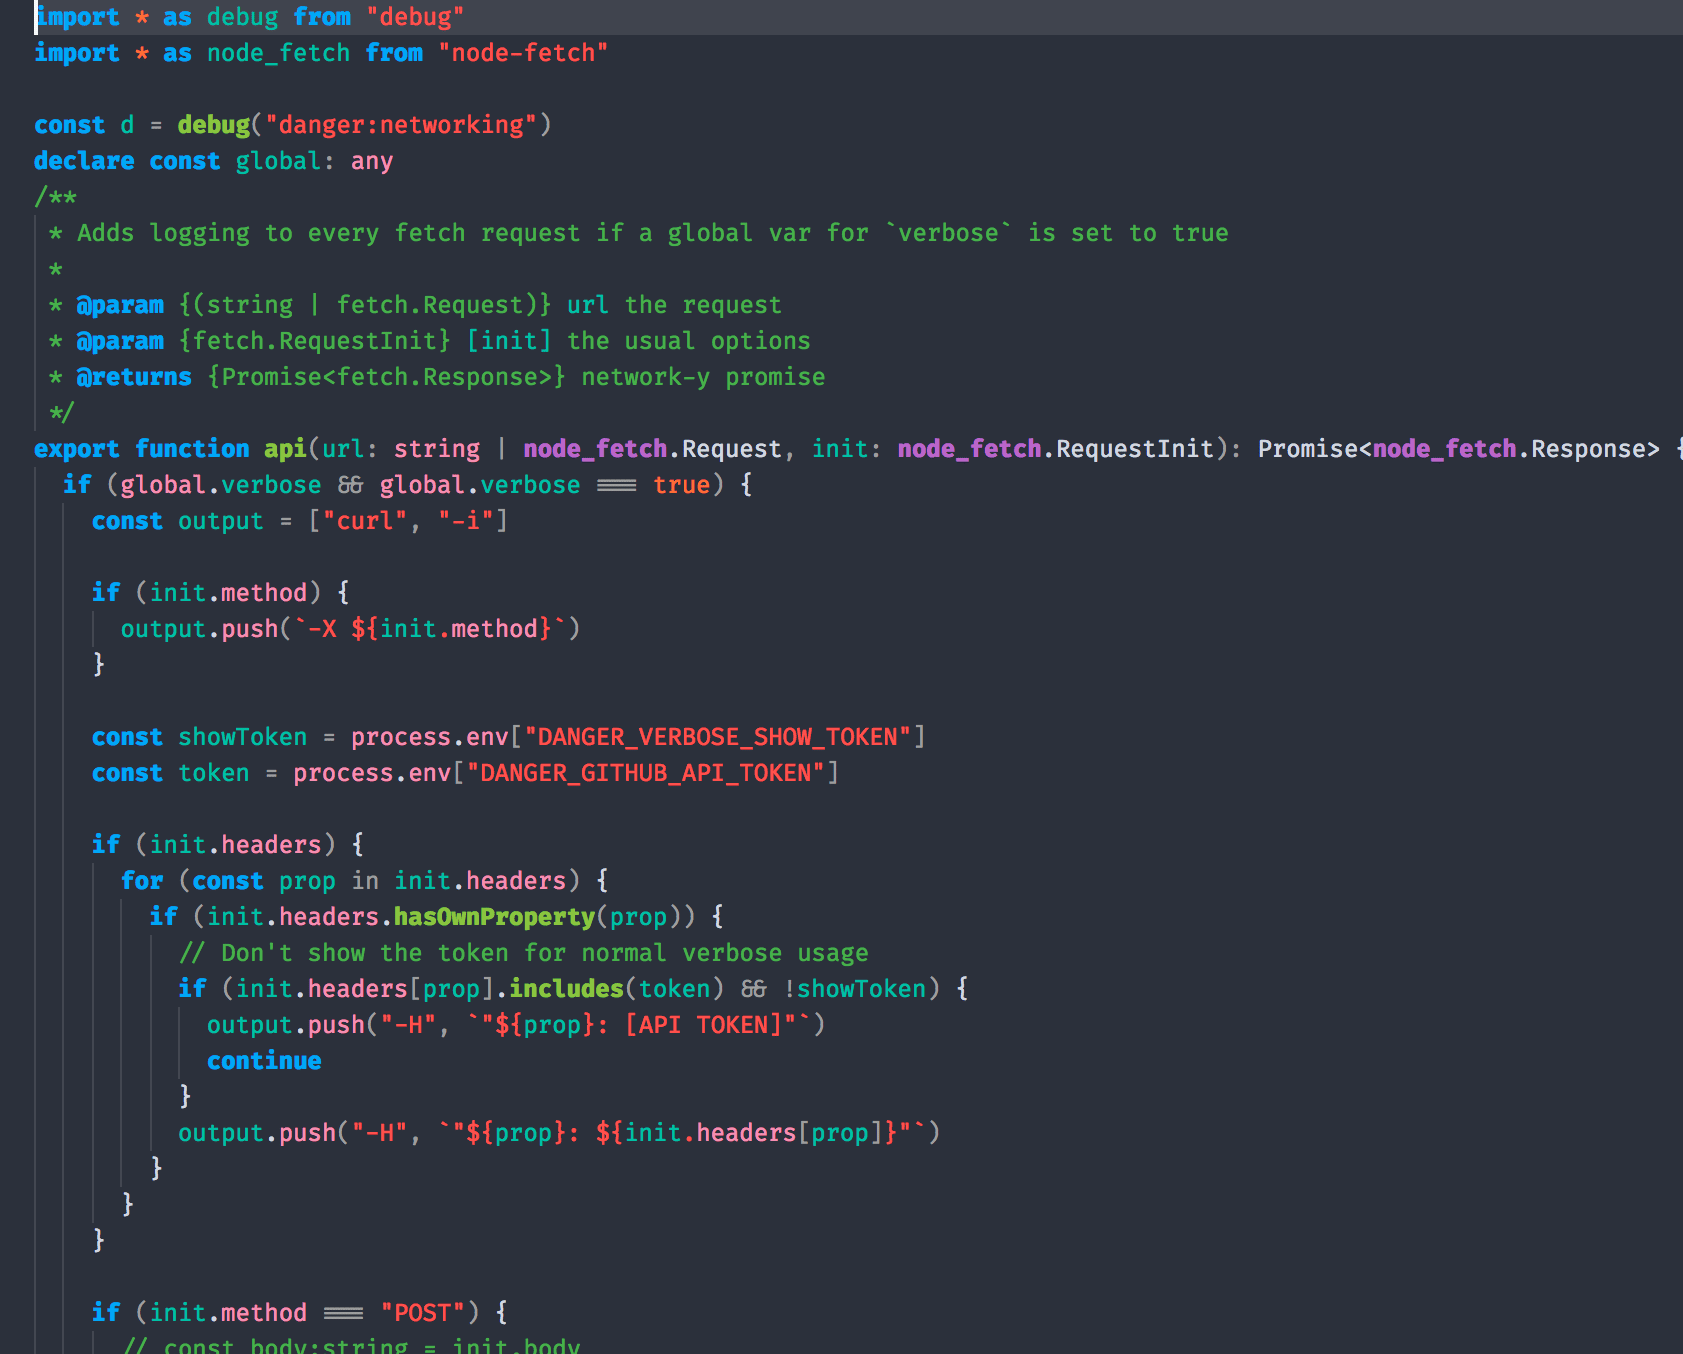 import * as debug from "debug"
import * as node_fetch from "node-fetch"

const d = debug("danger:networking")
declare const global: any
/**
 * Adds logging to every fetch request if a global var for `verbose` is set to true
 *
 * @param {(string | fetch.Request)} url the request
 * @param {fetch.RequestInit} [init] the usual options
 * @returns {Promise<fetch.Response>} network-y promise
 */
export function api(url: string | node_fetch.Request, init: node_fetch.RequestInit): Promise<node_fetch.Response> {
  if (global.verbose && global.verbose === true) {
    const output = ["curl", "-i"]

    if (init.method) {
      output.push(`-X ${init.method}`)
    }

    const showToken = process.env["DANGER_VERBOSE_SHOW_TOKEN"]
    const token = process.env["DANGER_GITHUB_API_TOKEN"]

    if (init.headers) {
      for (const prop in init.headers) {
        if (init.headers.hasOwnProperty(prop)) {
          // Don't show the token for normal verbose usage
          if (init.headers[prop].includes(token) && !showToken) {
            output.push("-H", `"${prop}: [API TOKEN]"`)
            continue
          }
          output.push("-H", `"${prop}: ${init.headers[prop]}"`)
        }
      }
    }

    if (init.method === "POST") {
      // const body:string = init.body